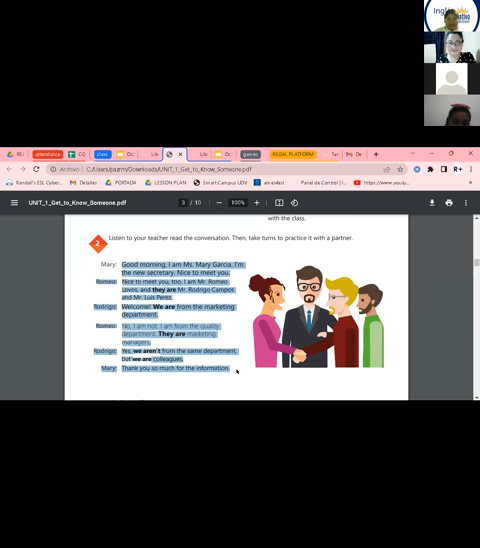 Inglés
attendance
class
games
REGAL PLATFORM
Archivo | C:/Users/pazrm/Downloads/UNIT_1_Get_to_Know_Someone.pdf
Randall's ESL Cyber... Detalles PORTADA LESSON PLAN Smart Campus UDV Panel de Control | I... https://www.youtu...
UNIT_1_Get_to_Know_Someone.pdf 3 / 10 100%
with the class.
2. Listen to your teacher read the conversation. Then, take turns to practice it with a partner.
Mary: Good morning. I am Ms. Mary Garcia. I'm
the new secretary. Nice to meet you.
Romeo: Nice to meet you, too. I am Mr. Romeo
Lovos, and they are Mr. Rodrigo Campos
and Mr. Luis Perez.
Rodrigo: Welcome! We are from the marketing
department.
Romeo: No, I am not. I am from the quality
department. They are marketing
managers.
Rodrigo: Yes, we aren't from the same department,
but we are colleagues.
Mary: Thank you so much for the information.